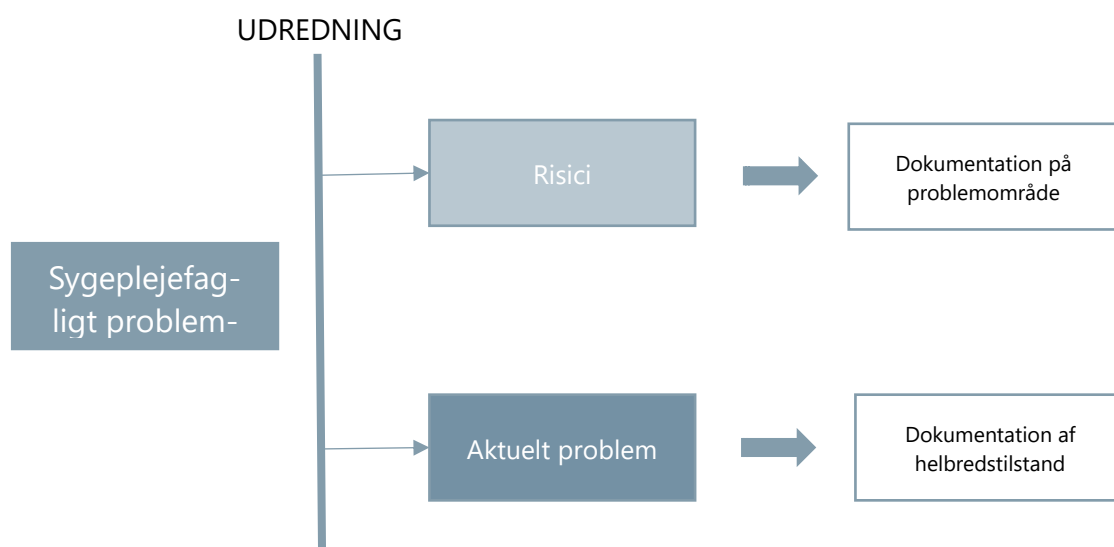 UDREDNING
Risici
Dokumentation på
problemområde
Sygeplejefag-
ligt problem-
Aktuelt problem
Dokumentation af
helbredstilstand